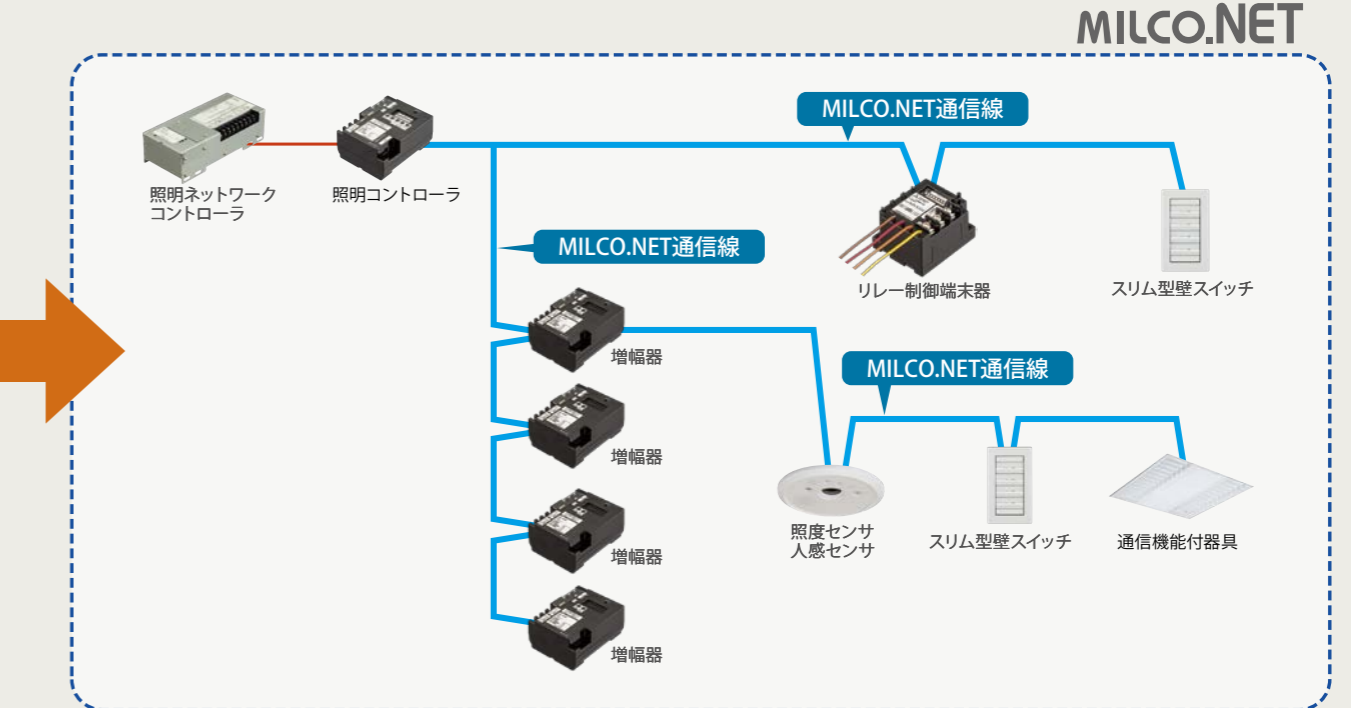 MILCO.NET
MILCO.NET通信線
照明ネットワーク
コントローラ
照明コントローラ
MILCO.NET通信線
リレー制御端末器
スリム型壁スイッチ
増幅器
MILCO.NET通信線
増幅器
増幅器
増幅器
照度センサ
人感センサ
スリム型壁スイッチ
通信機能付器具